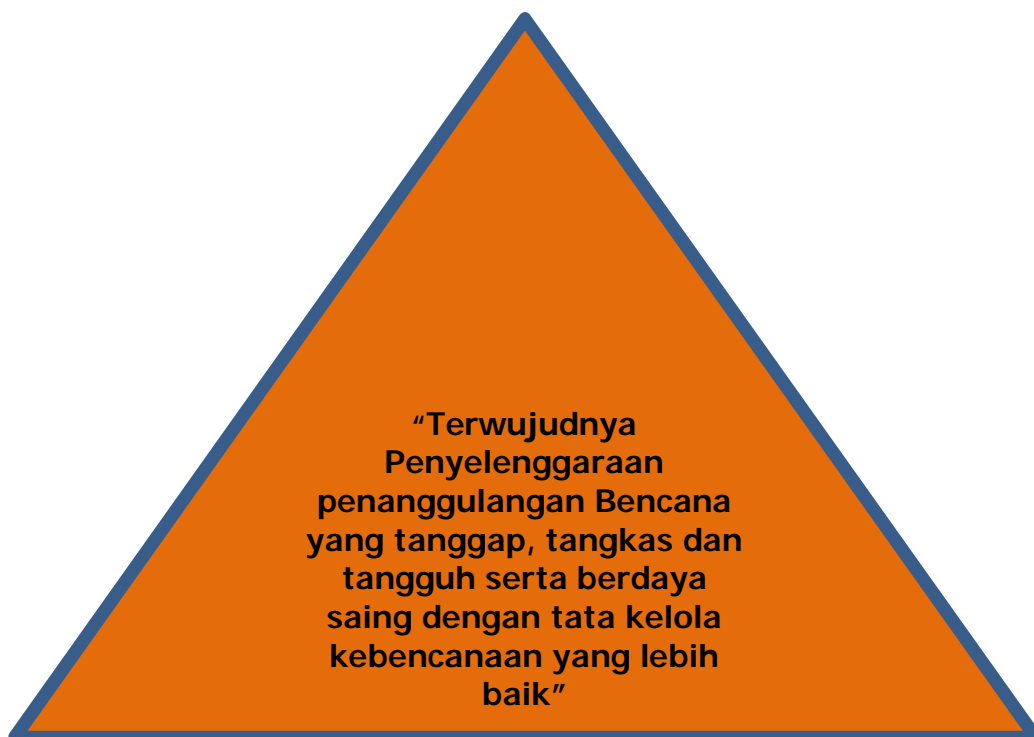 “Terwujudnya
Penyelenggaraan
penanggulangan Bencana
yang tanggap, tangkas dan
tangguh serta berdaya
saing dengan tata kelola
kebencanaan yang lebih
baik”